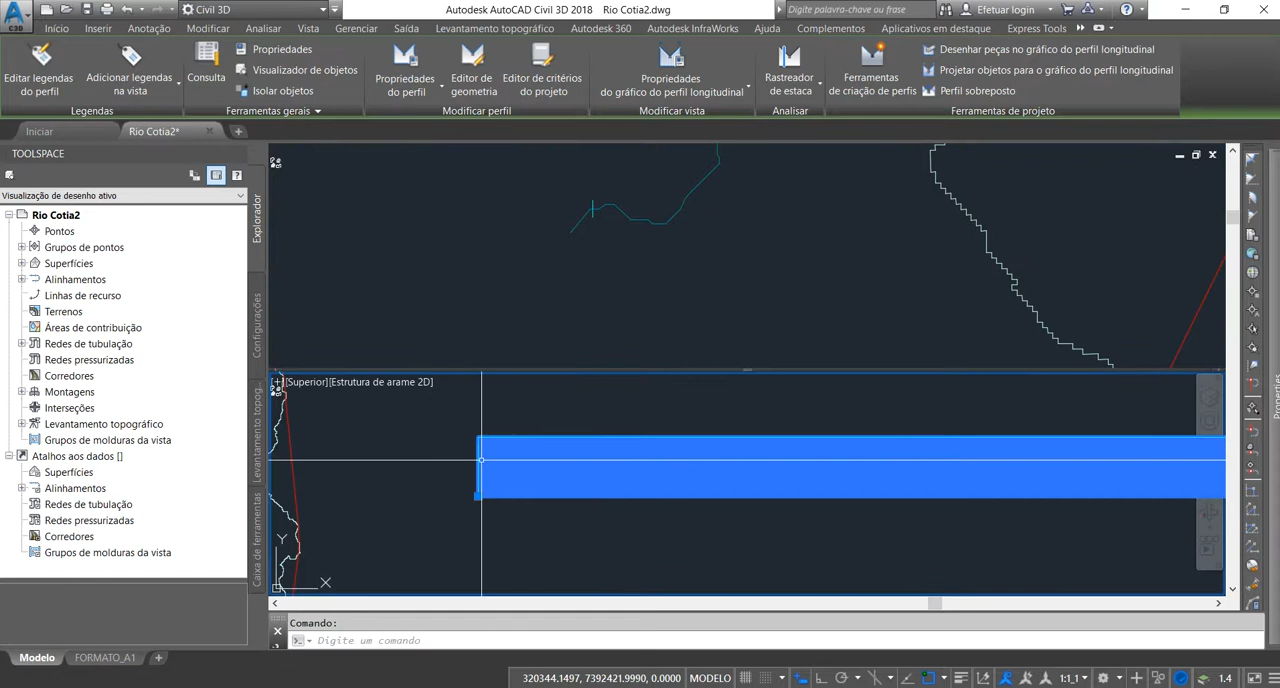 Civil 3D
Autodesk AutoCAD Civil 3D 2018 Rio Cotia2.dwg
Digite palavra-chave ou frase
Efetuar login
C3D
Início
Inserir
Anotação
Modificar
Analisar
Vista
Gerenciar
Saída
Levantamento topográfico
Autodesk 360
Autodesk InfraWorks
Ajuda
Complementos
Aplicativos em destaque
Express Tools
Editar legendas
do perfil
Adicionar legendas
na vista
Consulta
Propriedades
Visualizador de objetos
Isolar objetos
Propriedades
do perfil
Editor de
geometria
Editor de critérios
do projeto
Propriedades
do gráfico do perfil longitudinal
Rastreador
de estaca
Ferramentas
de criação de perfis
Desenhar peças no gráfico do perfil longitudinal
Projetar objetos para o gráfico do perfil longitudinal
Perfil sobreposto
Legendas
Ferramentas gerais
Modificar perfil
Modificar vista
Analisar
Ferramentas de projeto
Iniciar
Rio Cotia2*
TOOLSPACE
Visualização de desenho ativo
Rio Cotia2
Pontos
Grupos de pontos
Superfícies
Alinhamentos
Linhas de recurso
Terrenos
Áreas de contribuição
Redes de tubulação
Redes pressurizadas
Corredores
Montagens
Interseções
Levantamento topográfico
Grupos de molduras da vista
Atalhos aos dados []
Superfícies
Alinhamentos
Redes de tubulação
Redes pressurizadas
Corredores
Grupos de molduras da vista
Explorador
Configurações
Levantamento topog...
Caixa de ferramentas
[+][Superior][Estrutura de arame 2D]
Y
X
Properties
Comando:
Digite um comando
Modelo
FORMATO_A1
320344.1497, 7392421.9990, 0.0000
MODELO
1:1_1
1.4